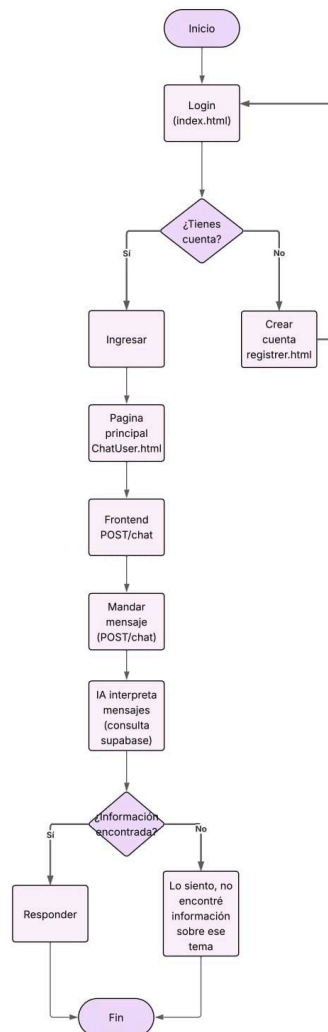 Inicio
Login
(index.html)
¿Tienes
cuenta?
Sí
No
Ingresar
Crear
cuenta
registrer.html
Pagina
principal
ChatUser.html
Frontend
POST/chat
Mandar
mensaje
(POST/chat)
IA interpreta
mensajes
(consulta
supabase)
¿Información
encontrada?
Sí
No
Responder
Lo siento, no
encontré
información
sobre ese
tema
Fin